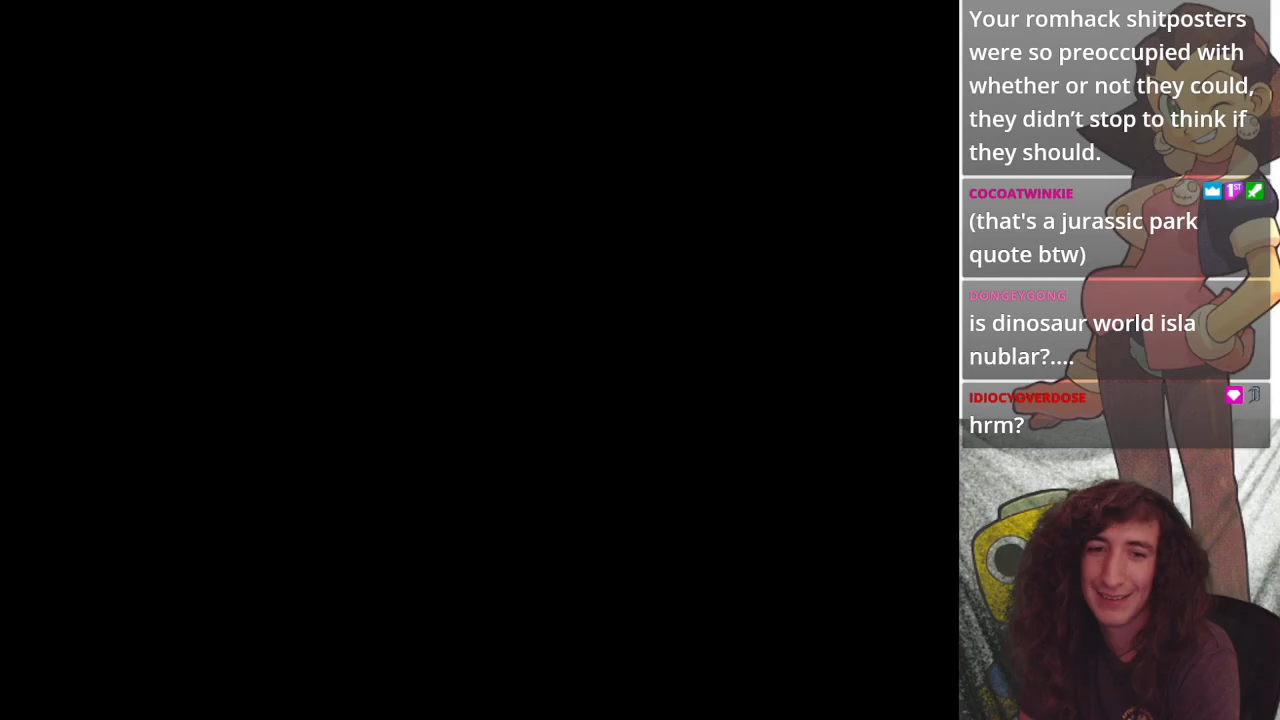 Your romhack shitposters
were so preoccupied with
whether or not they could,
they didn’t stop to think if
they should.
COCOATWINKIE
1ST
(that's a jurassic park
quote btw)
DONGEYGONG
is dinosaur world isla
nublar?....
IDIOCYOVERDOSE
hrm?